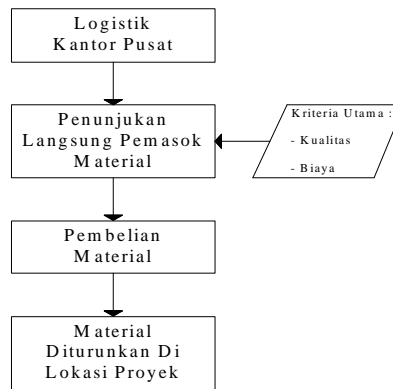 Logistik
Kantor Pusat
Penunjukan
Langsung Pemasok
Material
Kriteria Utama :
- Kualitas
- Biaya
Pembelian
Material
Material
Diturunkan Di
Lokasi Proyek